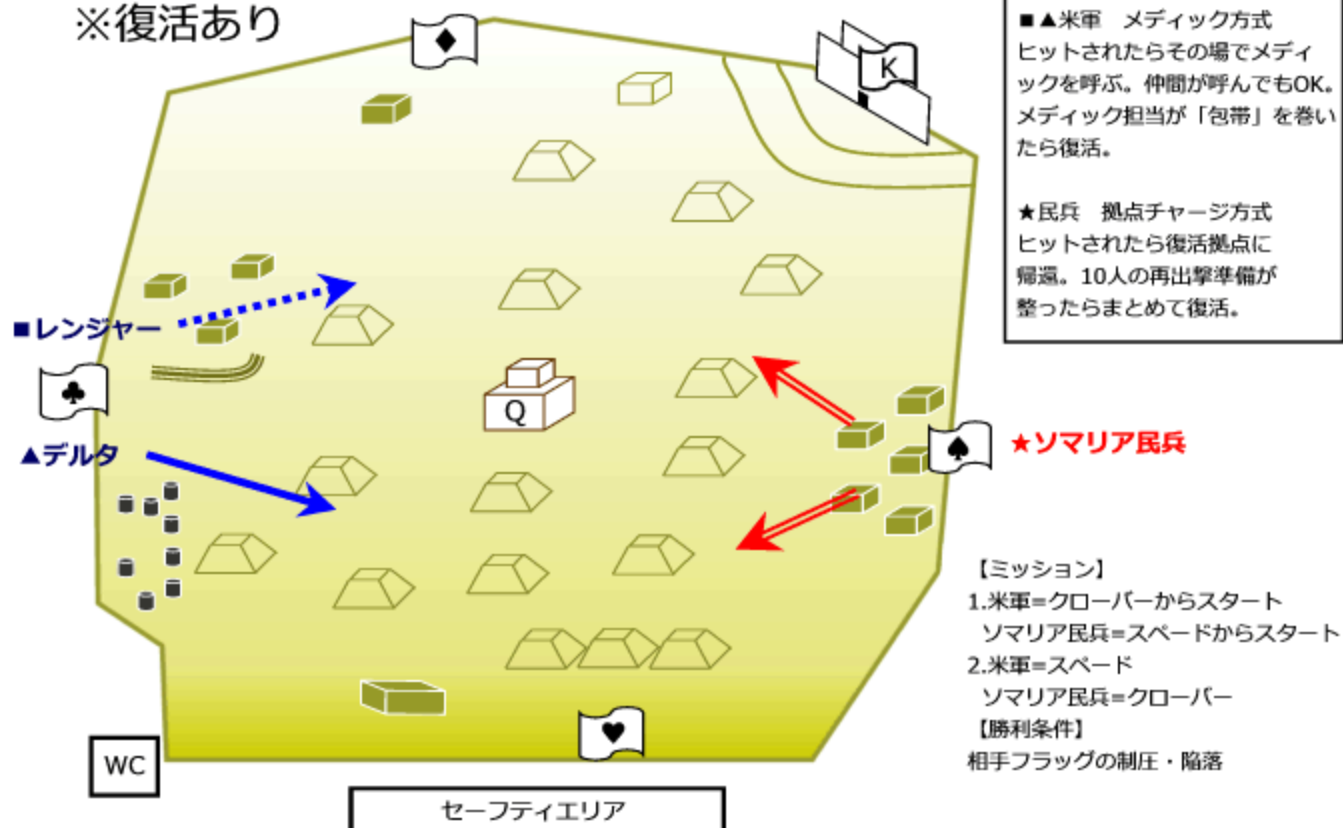 ※復活あり
♦
K
■▲米軍　メディック方式
ヒットされたらその場でメディ
ックを呼ぶ。仲間が呼んでもOK。
メディック担当が「包帯」を巻い
たら復活。
★民兵　拠点チャージ方式
ヒットされたら復活拠点に
帰還。10人の再出撃準備が
整ったらまとめて復活。
■レンジャー
♣
Q
▲デルタ
♠
★ソマリア民兵
【ミッション】
1.米軍=クローバーからスタート
ソマリア民兵=スペードからスタート
2.米軍=スペード
ソマリア民兵=クローバー
【勝利条件】
相手フラッグの制圧・陥落
♥
WC
セーフティエリア